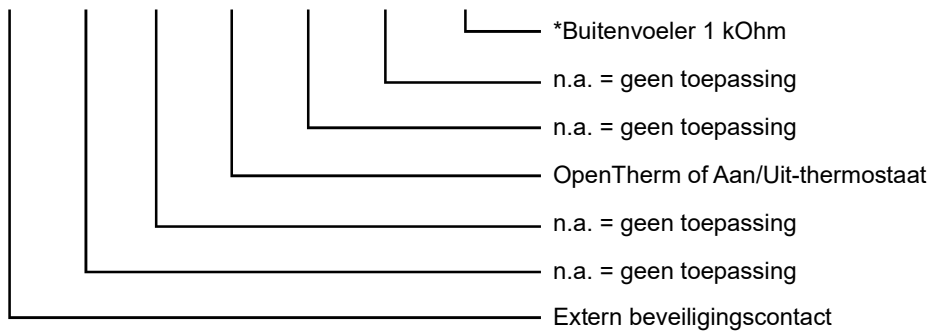 *Buitenvoeler 1 kOhm
n.a. = geen toepassing
n.a. = geen toepassing
OpenTherm of Aan/Uit-thermostaat
n.a. = geen toepassing
n.a. = geen toepassing
Extern beveiligingscontact